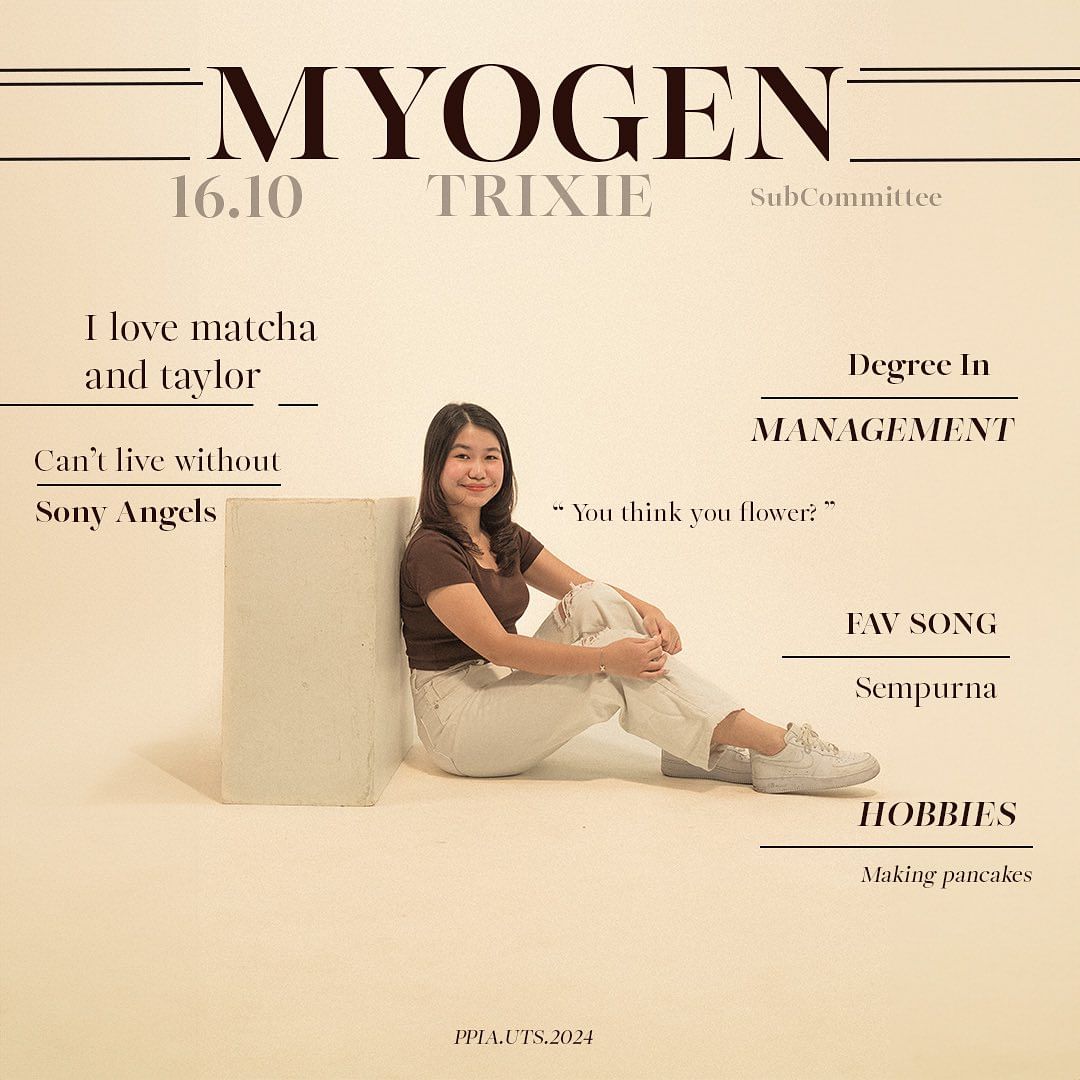 MYOGEN
16.10 TRIXIE SubCommittee
I love matcha
and taylor
Can't live without
Sony Angels
Degree In
MANAGEMENT
“ You think you flower? ”
FAV SONG
Sempurna
HOBBIES
Making pancakes
PPIA.UTS.2024